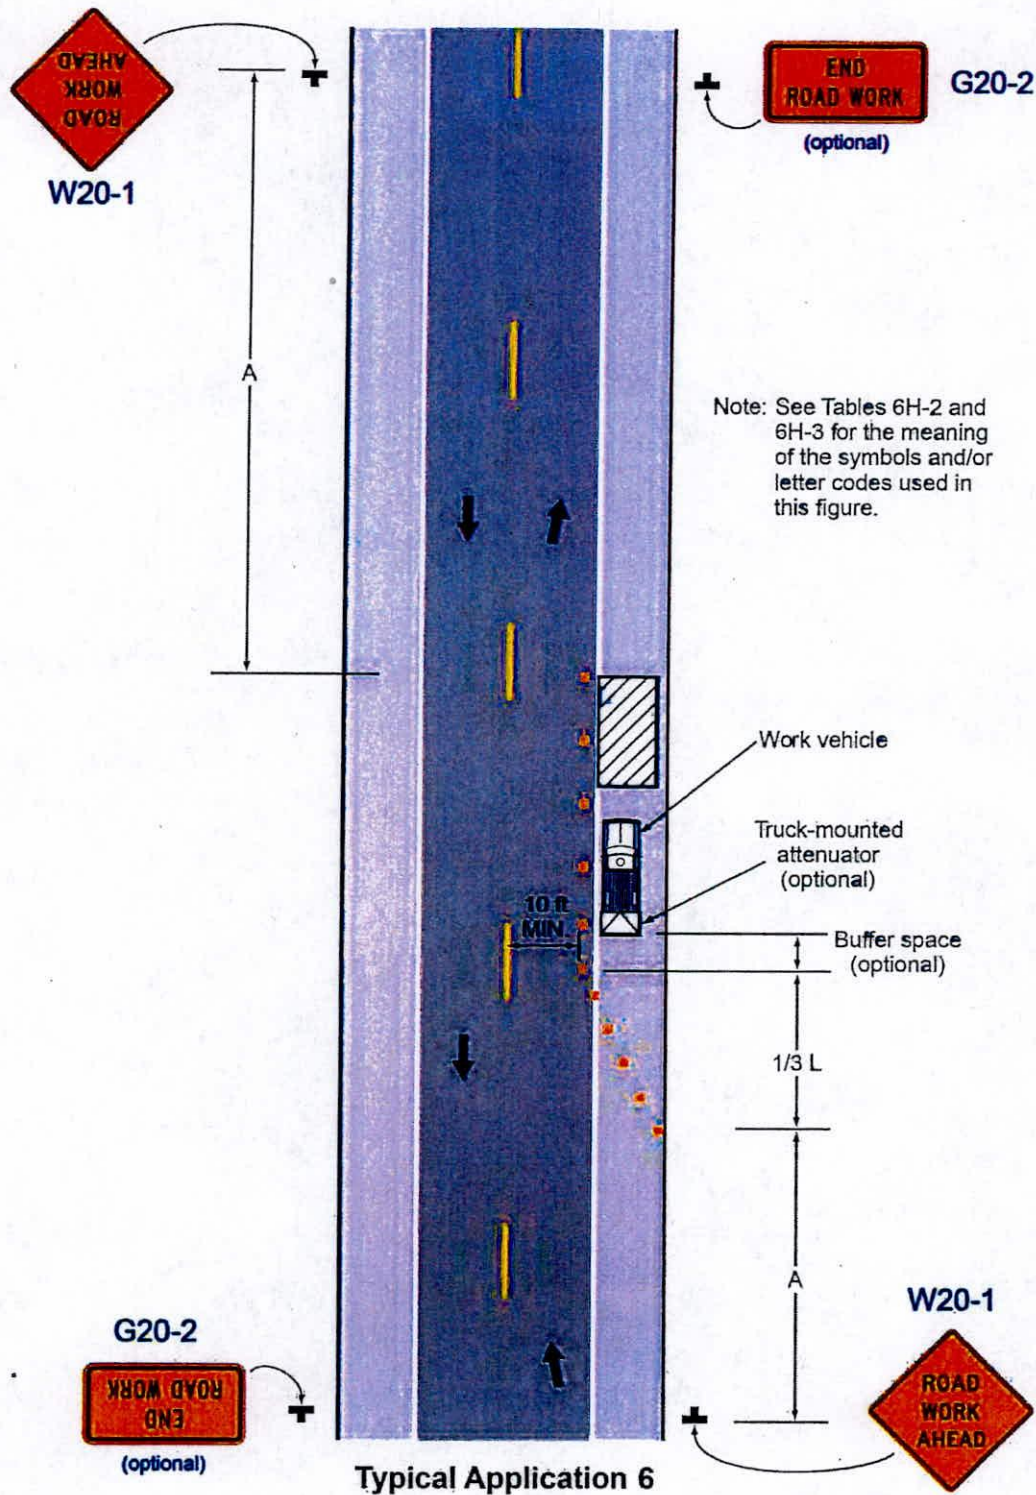 ROAD
WORK
AHEAD
W20-1
END
ROAD WORK
(optional)
G20-2
A
Note: See Tables 6H-2 and
6H-3 for the meaning
of the symbols and/or
letter codes used in
this figure.
Work vehicle
Truck-mounted
attenuator
(optional)
10 ft
MIN.
Buffer space
(optional)
1/3 L
A
G20-2
END
ROAD WORK
(optional)
W20-1
ROAD
WORK
AHEAD
Typical Application 6